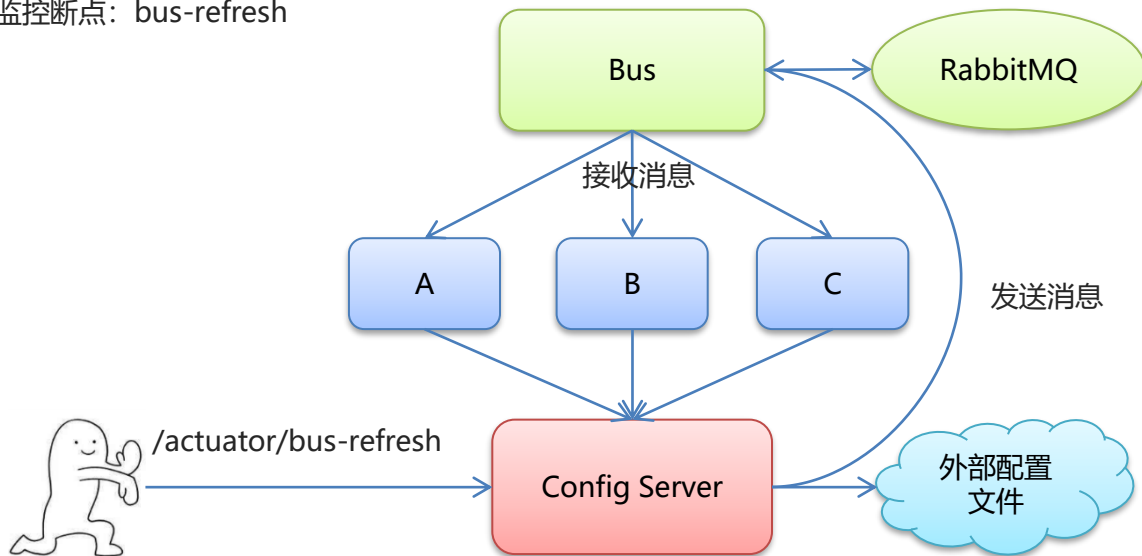 监控断点：bus-refresh
Bus
RabbitMQ
接收消息
A
B
C
发送消息
/actuator/bus-refresh
Config Server
外部配置
文件